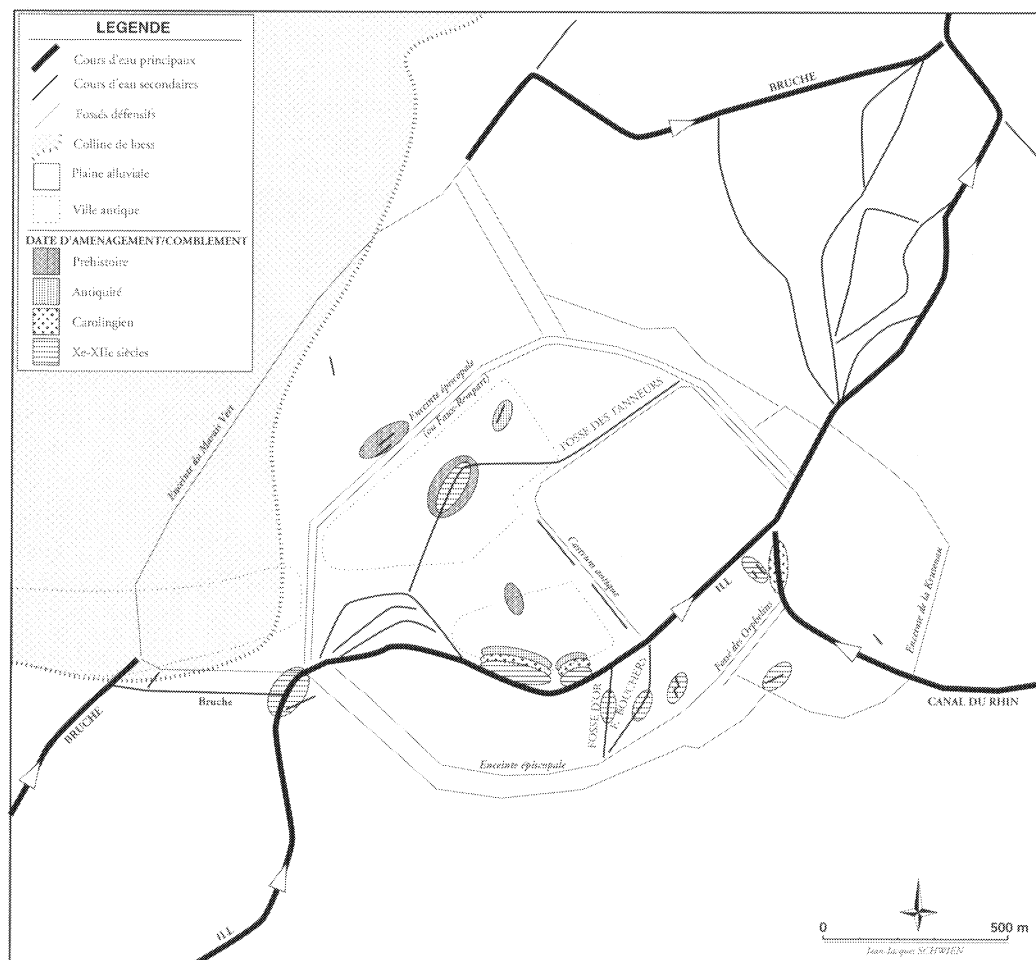 LEGENDE
Cours d'eau principaux
Cours d'eau secondaires
Fossés défensifs
Colline de loess
Plaine alluviale
Ville antique
DATE D'AMENAGEMENT/COMBLEMENT
Préhistoire
Antiquité
Carolingien
Xe-XIIe siècles
BRUCHE
Enceinte du Marais Vert
Enceinte épiscopale
(ou Faux-Rempart)
FOSSE DES TANNEURS
Castrum antique
ILL
Fossé des Orphelins
Enceinte de la Krutenau
FOSSE D'OR
F. BOUCHERS
Bruche
BRUCHE
CANAL DU RHIN
Enceinte épiscopale
ILL
0 500 m
Jean-Jacques SCHWIEN